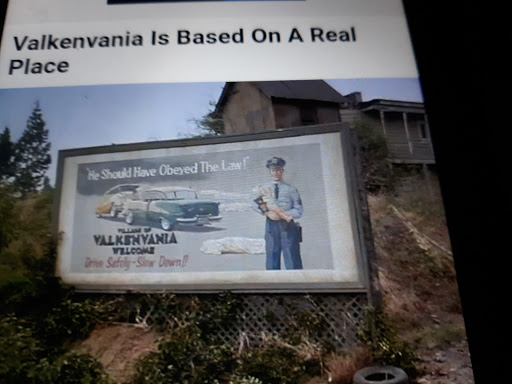 Valkenvania Is Based On A Real
Place
"He Should Have Obeyed The Law!"
VILLAGE OF
VALKENVANIA
WELCOME
Drive Safely-Slow Down!!